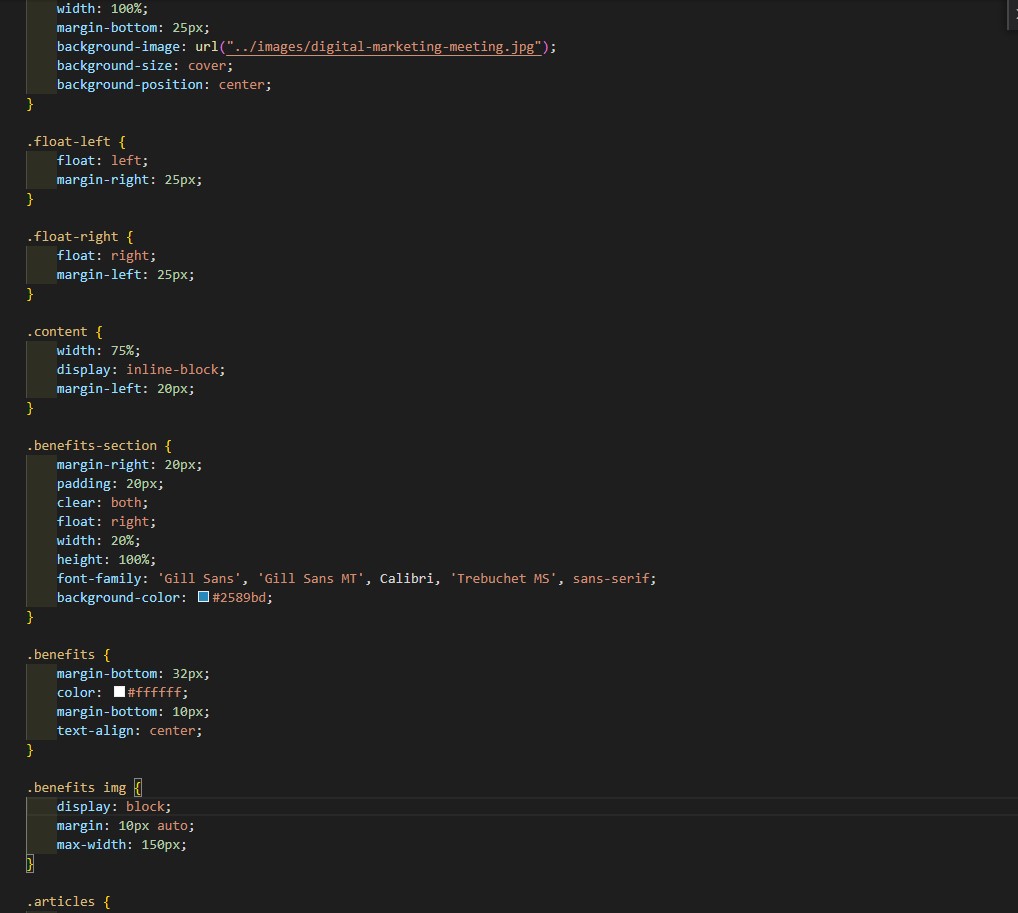 width: 100%;
margin-bottom: 25px;
background-image: url("../images/digital-marketing-meeting.jpg");
background-size: cover;
background-position: center;
}
.float-left {
float: left;
margin-right: 25px;
}
.float-right {
float: right;
margin-left: 25px;
}
.content {
width: 75%;
display: inline-block;
margin-left: 20px;
}
.benefits-section {
margin-right: 20px;
padding: 20px;
clear: both;
float: right;
width: 20%;
height: 100%;
font-family: 'Gill Sans', 'Gill Sans MT', Calibri, 'Trebuchet MS', sans-serif;
background-color: #2589bd;
}
.benefits {
margin-bottom: 32px;
color: #ffffff;
margin-bottom: 10px;
text-align: center;
}
.benefits img {
display: block;
margin: 10px auto;
max-width: 150px;
}
.articles {